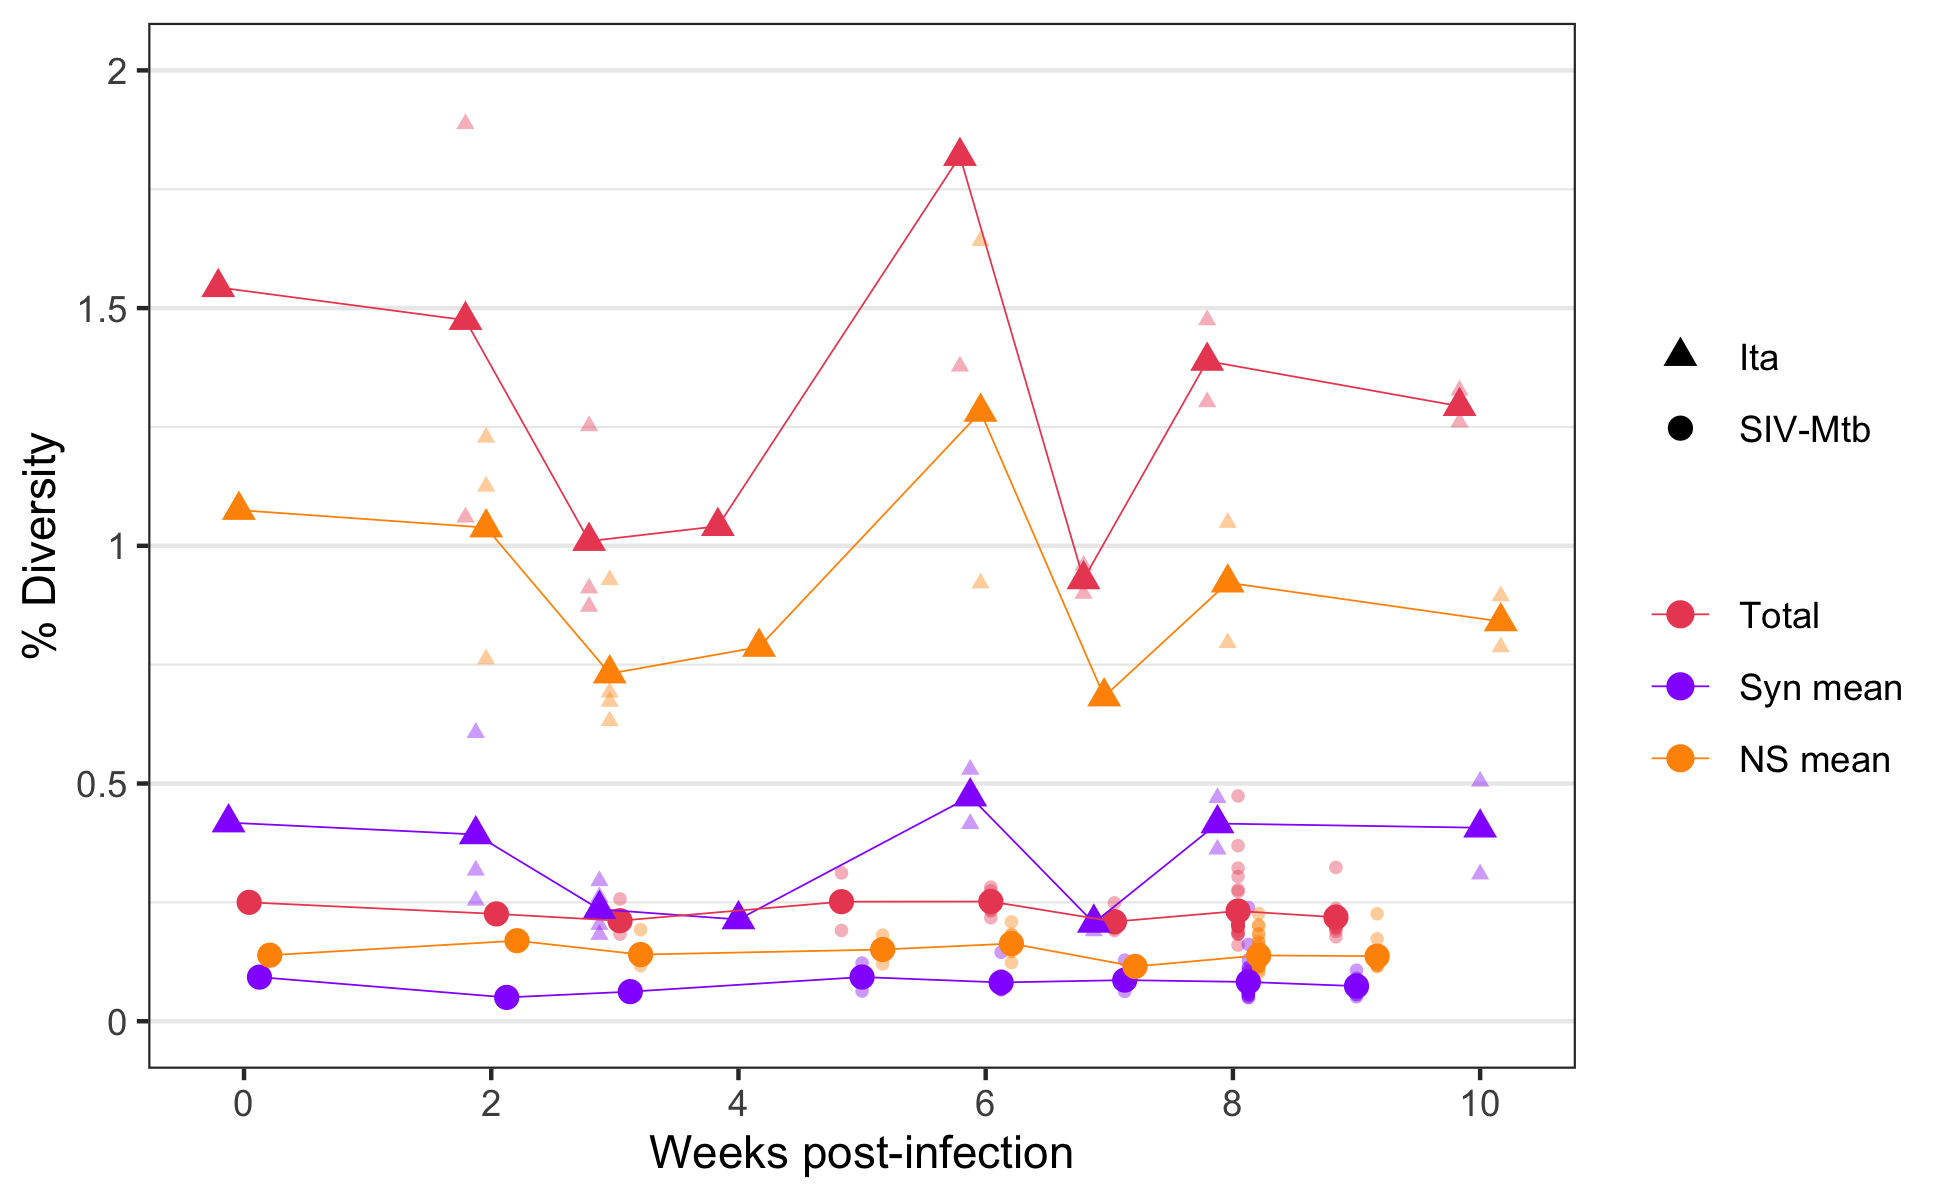 % Diversity
2
1.5
1
0.5
0
0 2 4 6 8 10
Weeks post-infection
Ita
SIV-Mtb
Total
Syn mean
NS mean